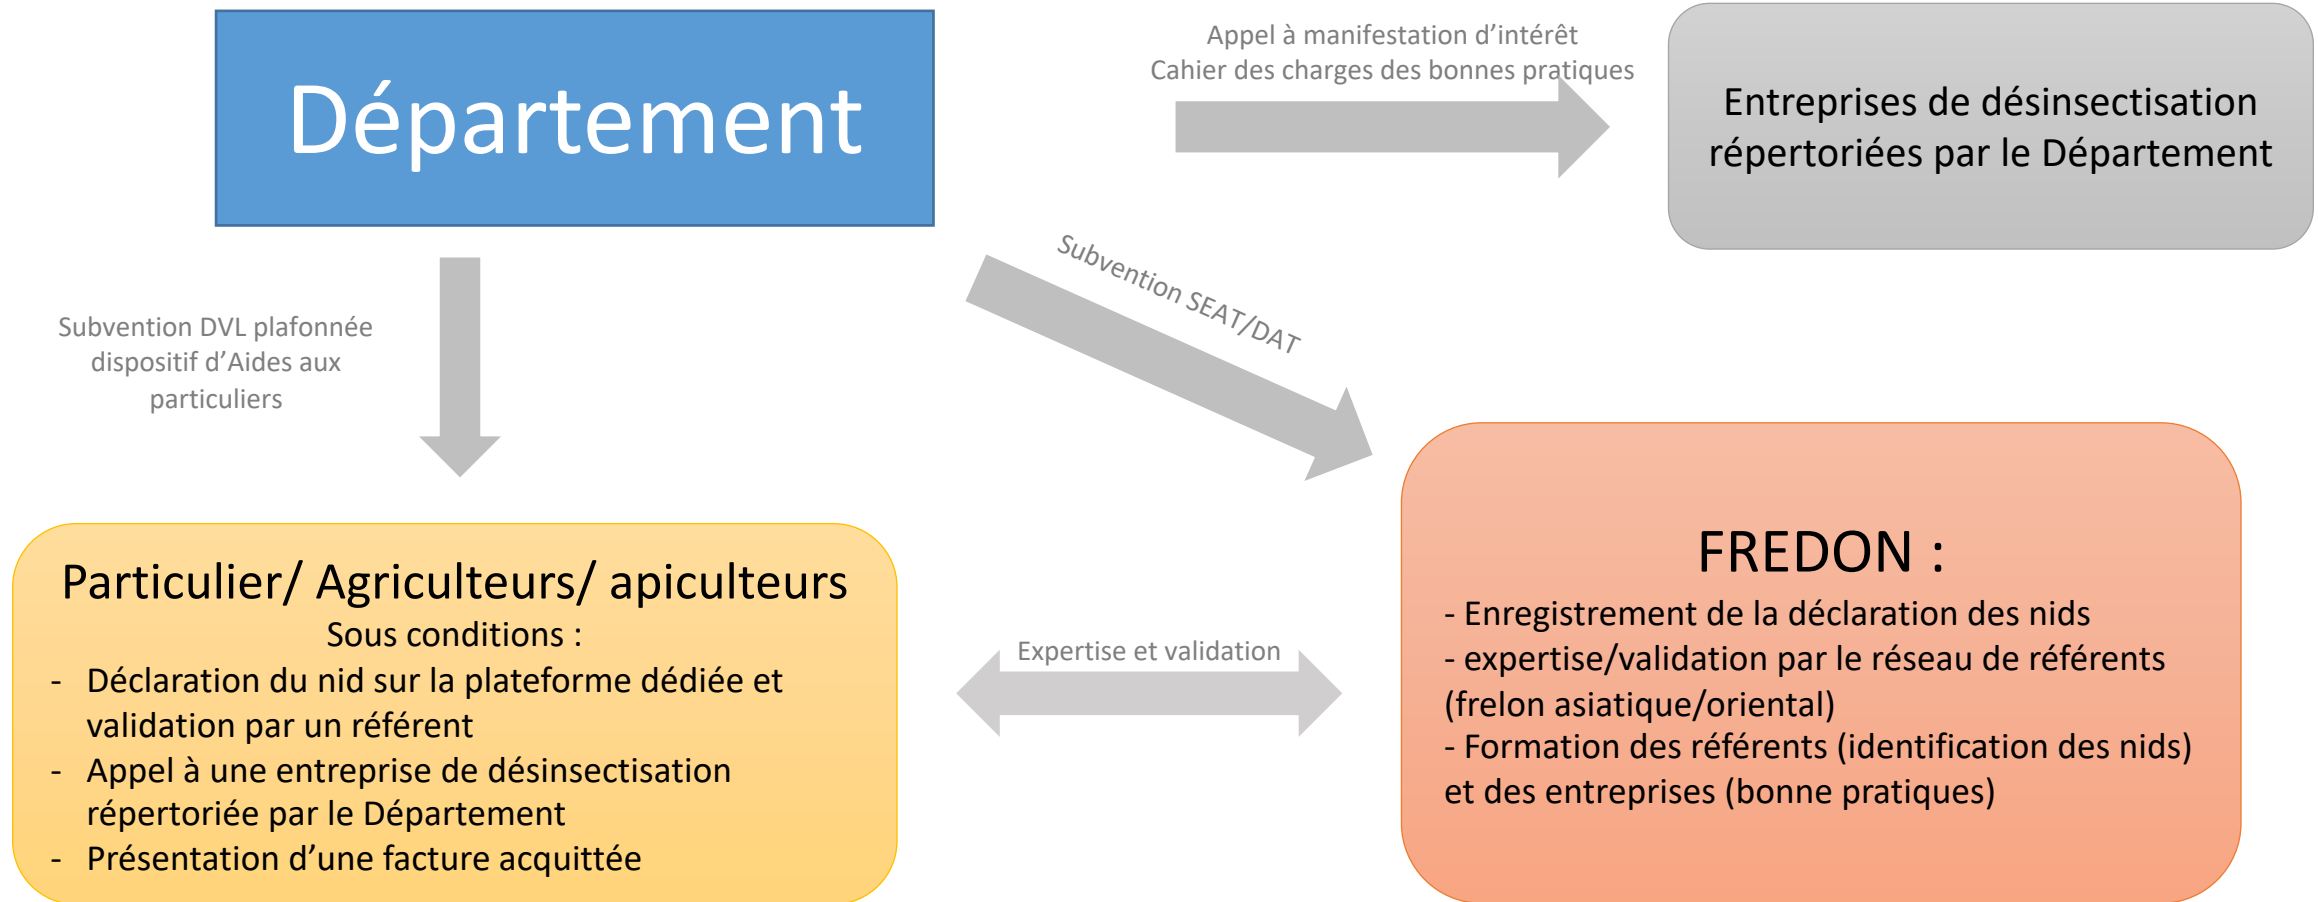 Département
Appel à manifestation d’intérêt
Cahier des charges des bonnes pratiques
Entreprises de désinsectisation
répertoriées par le Département
Subvention DVL plafonnée
dispositif d’Aides aux
particuliers
Subvention SEAT/DAT
Particulier/ Agriculteurs/ apiculteurs
Sous conditions :
- Déclaration du nid sur la plateforme dédiée et
validation par un référent
- Appel à une entreprise de désinsectisation
répertoriée par le Département
- Présentation d’une facture acquittée
Expertise et validation
FREDON :
- Enregistrement de la déclaration des nids
- expertise/validation par le réseau de référents
(frelon asiatique/oriental)
- Formation des référents (identification des nids)
et des entreprises (bonne pratiques)